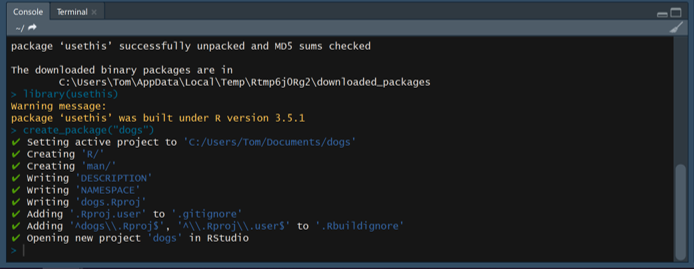 Console Terminal ×
~/
package ‘usethis’ successfully unpacked and MD5 sums checked
The downloaded binary packages are in
C:\Users\Tom\AppData\Local\Temp\Rtmp6jORg2\downloaded_packages
> library(usethis)
Warning message:
package ‘usethis’ was built under R version 3.5.1
> create_package("dogs")
✔ Setting active project to 'C:/Users/Tom/Documents/dogs'
✔ Creating 'R/'
✔ Creating 'man/'
✔ Writing 'DESCRIPTION'
✔ Writing 'NAMESPACE'
✔ Writing 'dogs.Rproj'
✔ Adding '.Rproj.user' to '.gitignore'
✔ Adding '^dogs\\.Rproj$', '^\\.Rproj\\.user$' to '.Rbuildignore'
✔ Opening new project 'dogs' in RStudio
>